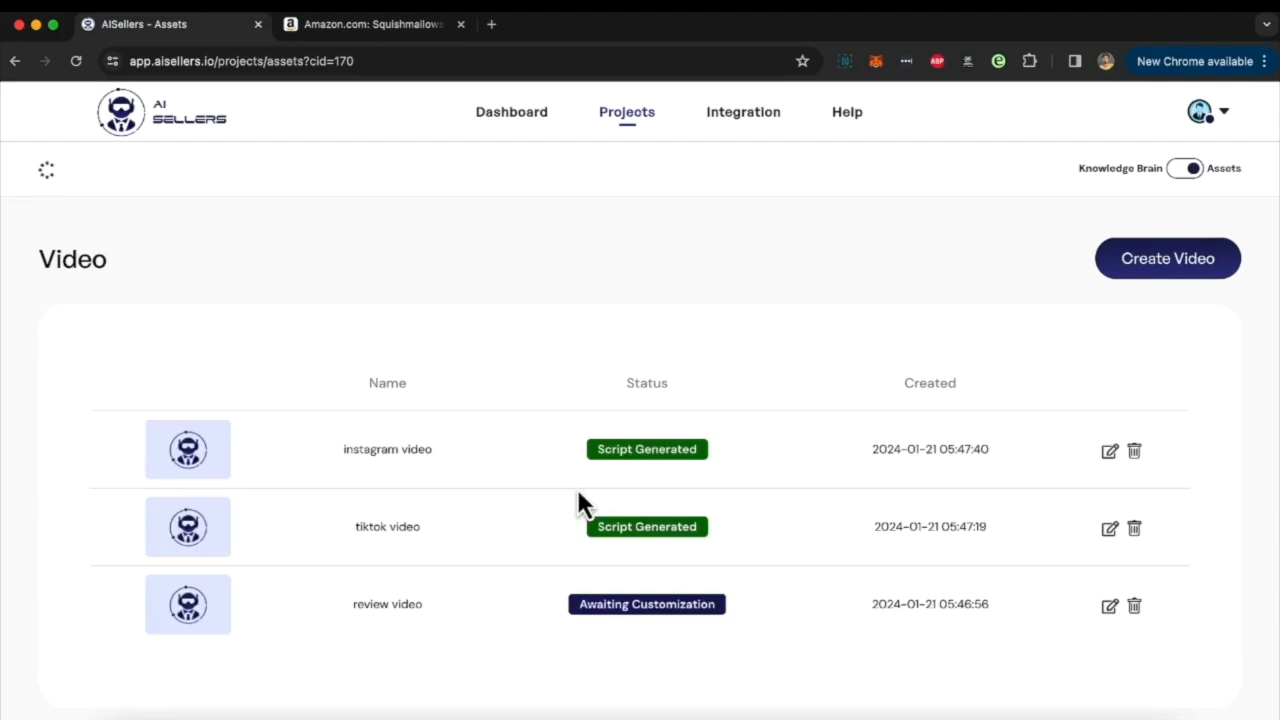 AISellers - Assets
Amazon.com: Squishmallows
app.aisellers.io/projects/assets?cid=170
ABP
New Chrome available
AI
SELLERS
Dashboard
Projects
Integration
Help
Knowledge Brain
Assets
Video
Create Video
Name
Status
Created
instagram video
Script Generated
2024-01-21 05:47:40
tiktok video
Script Generated
2024-01-21 05:47:19
review video
Awaiting Customization
2024-01-21 05:46:56